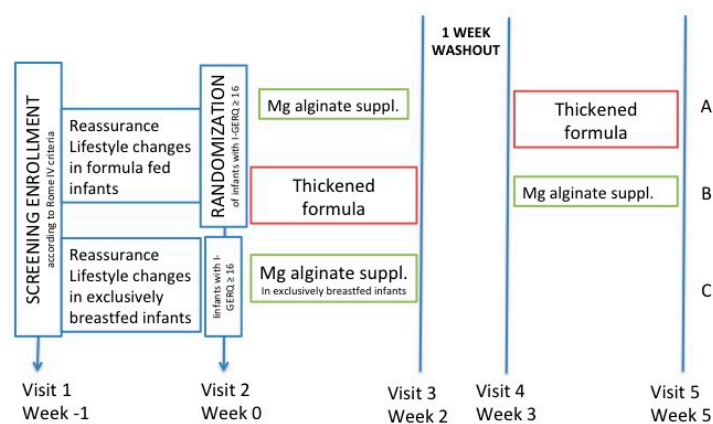 1 WEEK
WASHOUT
SCREENING ENROLLMENT
according to Rome IV criteria
Reassurance
Lifestyle changes
in formula fed
infants
RANDOMIZATION
of infants with I-GERQ ≥ 16
Mg alginate suppl.
Thickened
formula
A
Thickened
formula
Mg alginate suppl.
B
Reassurance
Lifestyle changes
in exclusively
breastfed infants
Iinfants with I-
GERQ ≥ 16
Mg alginate suppl.
In exclusively breastfed infants
C
Visit 1
Week -1
Visit 2
Week 0
Visit 3
Week 2
Visit 4
Week 3
Visit 5
Week 5